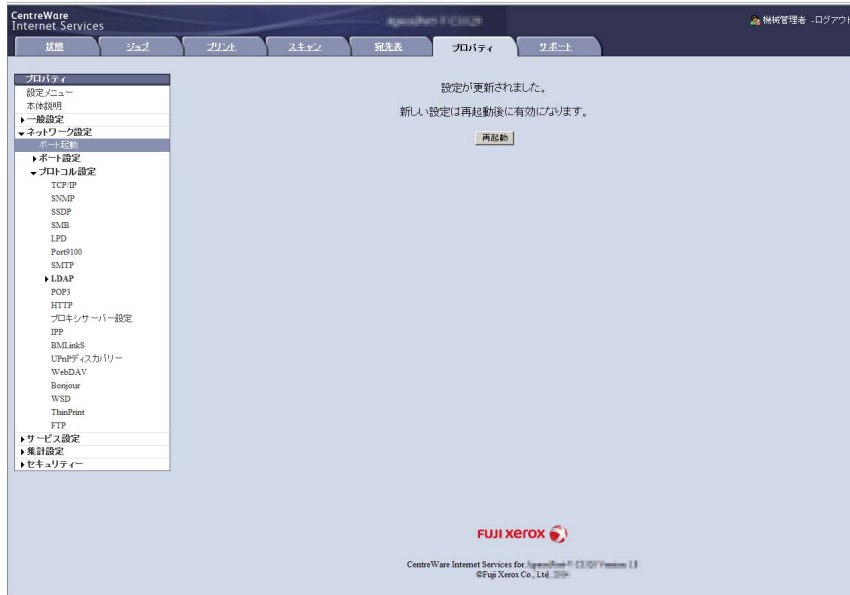 CentreWare
Internet Services
機械管理者 -ログアウト
状態
ジョブ
プリント
スキャン
宛先表
プロパティ
サポート
プロパティ
設定メニュー
本体説明
一般設定
ネットワーク設定
ポート起動
ポート設定
プロトコル設定
TCP/IP
SNMP
SSDP
SMB
LPD
Port9100
SMTP
LDAP
POP3
HTTP
プロキシサーバー設定
IPP
BMLinkS
UPnPディスカバリー
WebDAV
Bonjour
WSD
ThinPrint
FTP
サービス設定
集計設定
セキュリティー
設定が更新されました。
新しい設定は再起動後に有効になります。
再起動
FUJI xerox
CentreWare Internet Services for
©Fuji Xerox Co., Ltd.